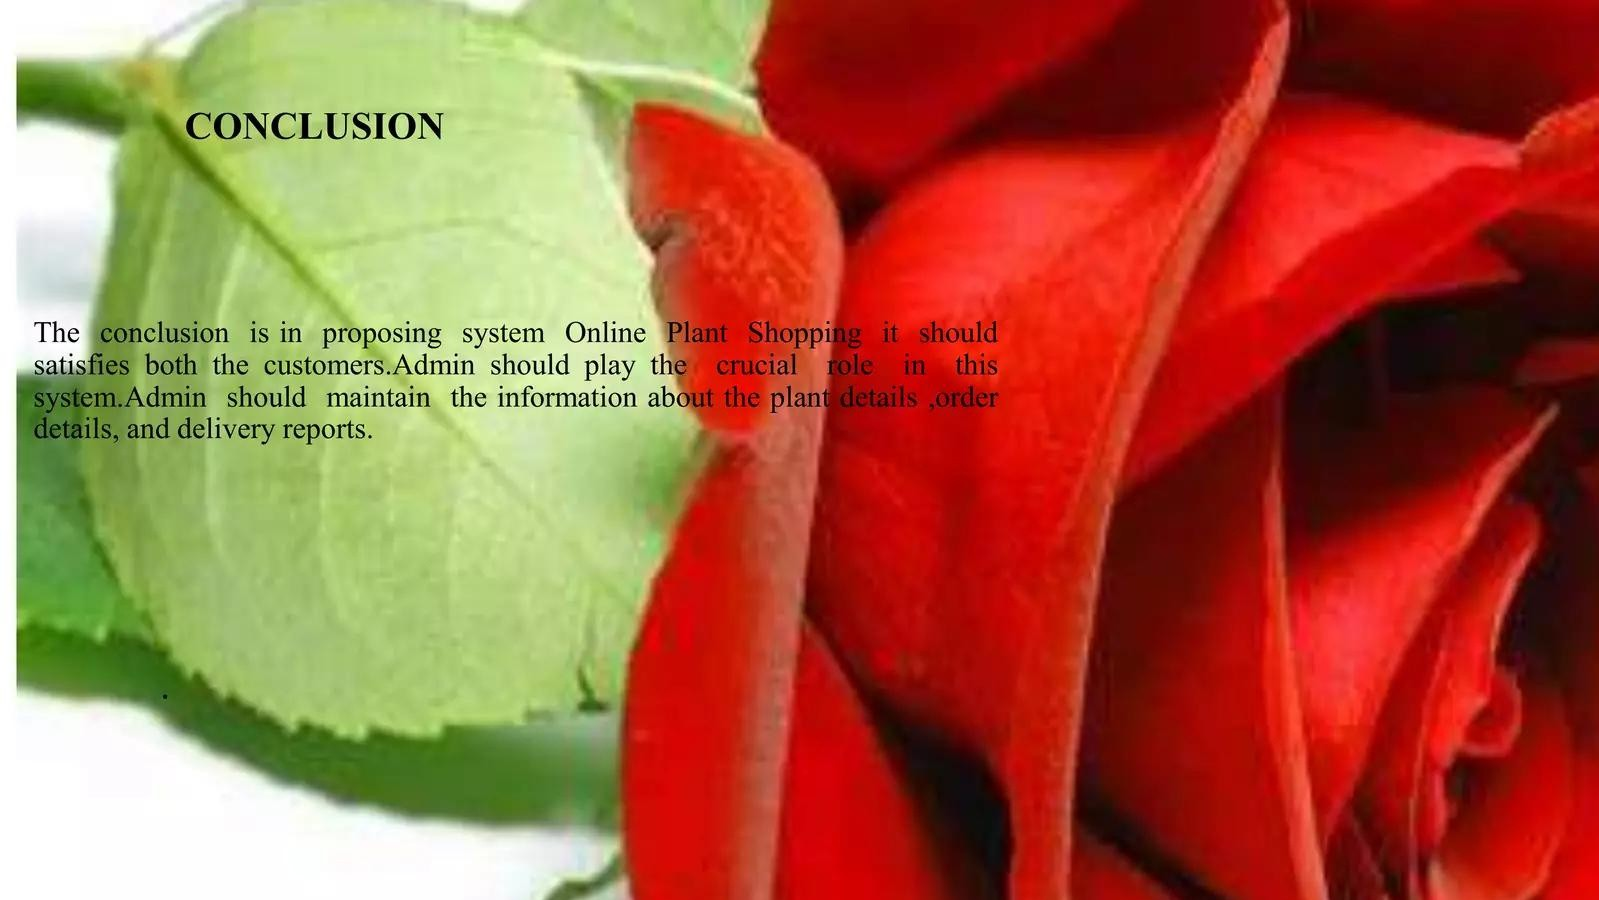 CONCLUSION
The conclusion is in proposing system Online Plant Shopping it should
satisfies both the customers.Admin should play the crucial role in this
system.Admin should maintain the information about the plant details ,order
details, and delivery reports.
.